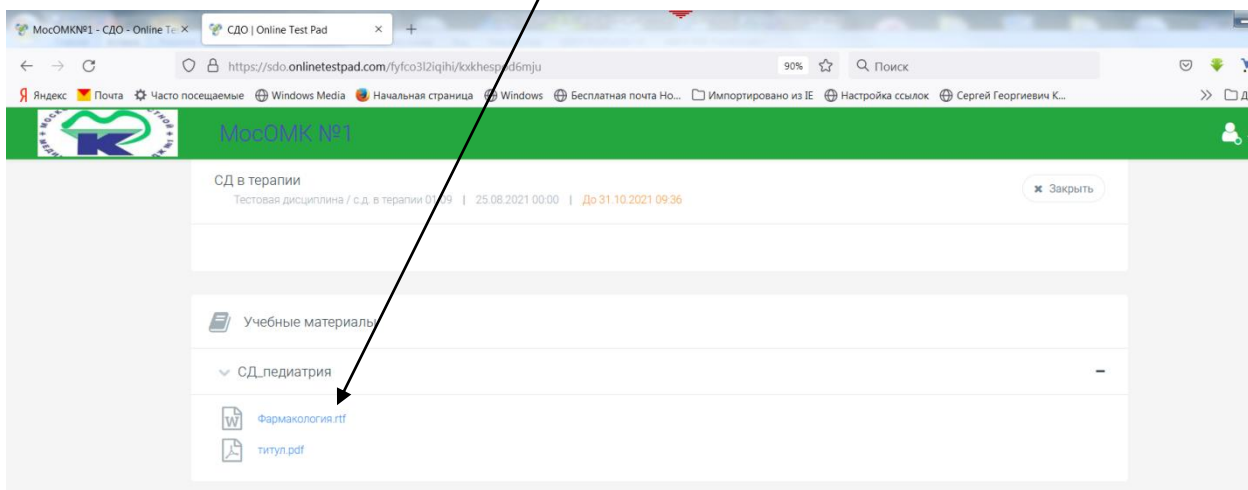 МосОМК№1 - СДО - Online Te
СДО | Online Test Pad
https://sdo.onlinetestpad.com/fyfco3l2iqihi/kxkhesp d6mju
90%
Поиск
Яндекс Почта Часто посещаемые Windows Media Начальная страница Windows Бесплатная почта Но... Импортировано из IE Настройка ссылок Сергей Георгиевич К...
МосОМК №1
СД в терапии
Закрыть
Тестовая дисциплина / с.д. в терапии 01.09 | 25.08.2021 00:00 | До 31.10.2021 09:36
Учебные материалы
СД_педиатрия
Фармакология.rtf
титул.pdf